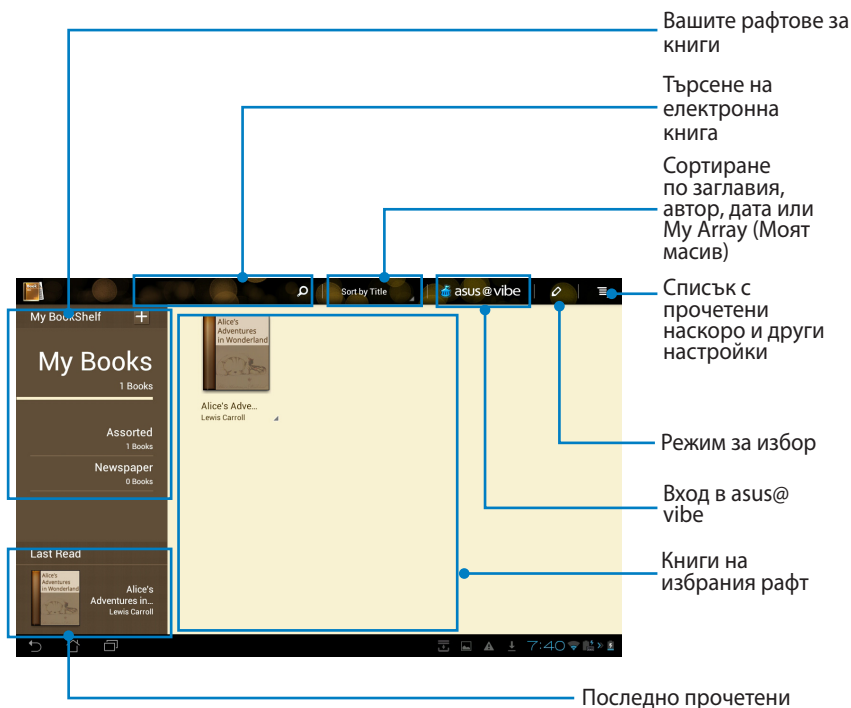 Вашите рафтове за
книги
Търсене на
електронна
книга
Сортиране
по заглавия,
автор, дата или
My Array (Моят
масив)
Sort by Title
asus@vibe
Списък с
прочетени
наскоро и други
настройки
My BookShelf
My Books
1 Books
Assorted
1 Books
Newspaper
0 Books
Alice's
Adventures
in Wonderland
Alice's Adve...
Lewis Carroll
Режим за избор
Вход в asus@
vibe
Книги на
избрания рафт
Last Read
Alice's
Adventures
in Wonderland
Alice's
Adventures in...
Lewis Carroll
7:40
Последно прочетени